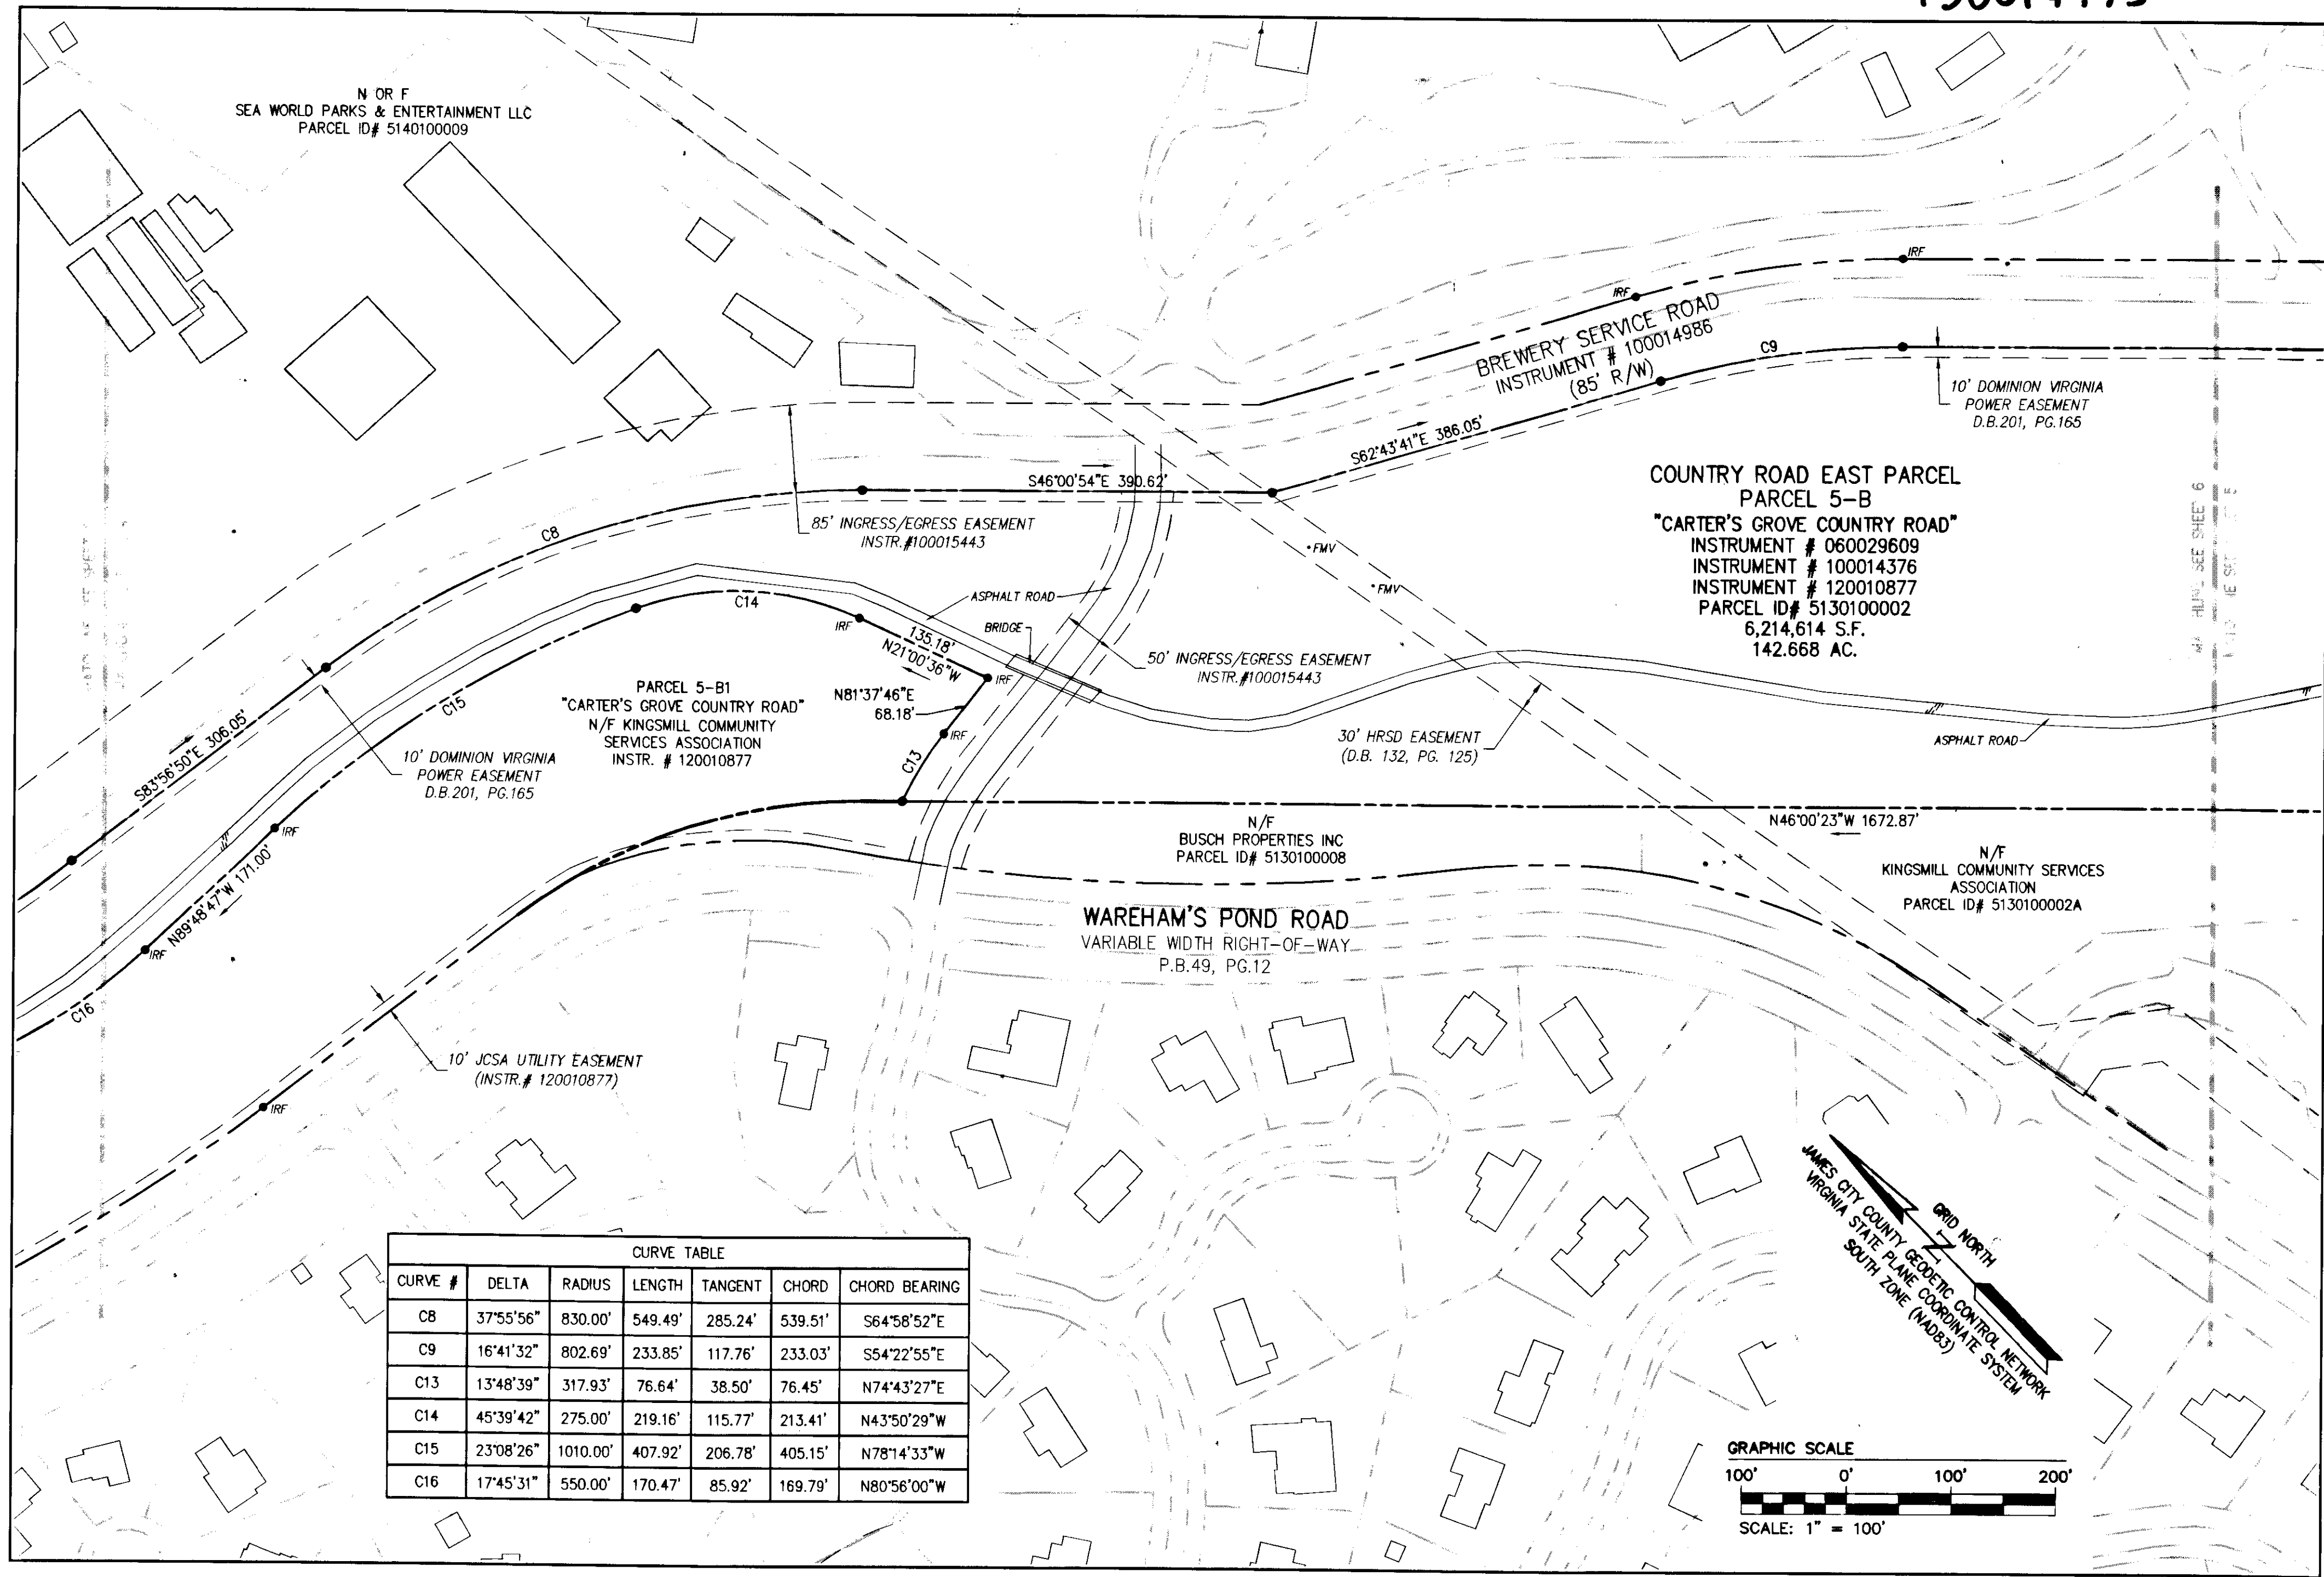 N OR F
SEA WORLD PARKS & ENTERTAINMENT LLC
PARCEL ID# 5140100009
IRF
IRF
BREWERY SERVICE ROAD
INSTRUMENT # 100014986
(85' R/W)
C9
10' DOMINION VIRGINIA
POWER EASEMENT
D.B.201, PG.165
S62°43'41"E 386.05'
S46°00'54"E 390.62'
85' INGRESS/EGRESS EASEMENT
INSTR.#100015443
C8
COUNTRY ROAD EAST PARCEL
PARCEL 5-B
"CARTER'S GROVE COUNTRY ROAD"
INSTRUMENT # 060029609
INSTRUMENT # 100014376
INSTRUMENT # 120010877
PARCEL ID# 5130100002
6,214,614 S.F.
142.668 AC.
SEE SHEET 6
FMV
FMV
ASPHALT ROAD
C14
IRF
BRIDGE
135.18'
N21°00'36"W
IRF
50' INGRESS/EGRESS EASEMENT
INSTR.#100015443
PARCEL 5-B1
"CARTER'S GROVE COUNTRY ROAD"
N/F KINGSMILL COMMUNITY
SERVICES ASSOCIATION
INSTR. # 120010877
N81°37'46"E
68.18'
IRF
C13
C15
S83°56'50"E 306.05'
10' DOMINION VIRGINIA
POWER EASEMENT
D.B.201, PG.165
30' HRSD EASEMENT
(D.B. 132, PG. 125)
ASPHALT ROAD
IRF
N89°48'47"W 171.00'
IRF
C16
N/F
BUSCH PROPERTIES INC
PARCEL ID# 5130100008
N46°00'23"W 1672.87'
N/F
KINGSMILL COMMUNITY SERVICES
ASSOCIATION
PARCEL ID# 5130100002A
WAREHAM'S POND ROAD
VARIABLE WIDTH RIGHT-OF-WAY
P.B.49, PG.12
10' JCSA UTILITY EASEMENT
(INSTR.# 120010877)
IRF
GRID NORTH
JAMES CITY COUNTY GEODETIC CONTROL NETWORK
VIRGINIA STATE PLANE COORDINATE SYSTEM
SOUTH ZONE (NAD83)
CURVE TABLE
CURVE # DELTA RADIUS LENGTH TANGENT CHORD CHORD BEARING
C8 37°55'56" 830.00' 549.49' 285.24' 539.51' S64°58'52"E
C9 16°41'32" 802.69' 233.85' 117.76' 233.03' S54°22'55"E
C13 13°48'39" 317.93' 76.64' 38.50' 76.45' N74°43'27"E
C14 45°39'42" 275.00' 219.16' 115.77' 213.41' N43°50'29"W
C15 23°08'26" 1010.00' 407.92' 206.78' 405.15' N78°14'33"W
C16 17°45'31" 550.00' 170.47' 85.92' 169.79' N80°56'00"W
GRAPHIC SCALE
100' 0' 100' 200'
SCALE: 1" = 100'